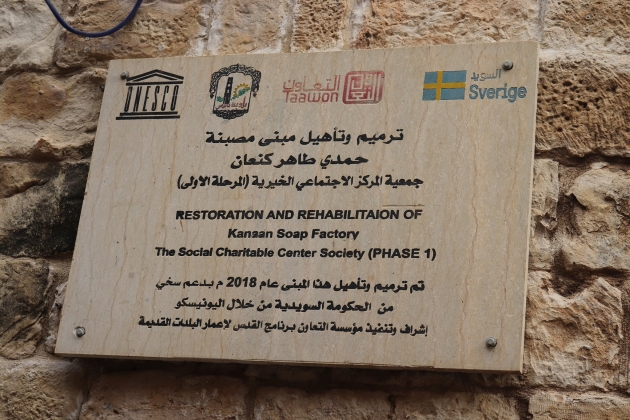 UNESCO
التعاون
Taawon
السويد
Sverige
ترميم وتأهيل مبنى مصبنة
حمدي طاهر كنعان
جمعية المركز الاجتماعي الخيرية (المرحلة الاولى)
RESTORATION AND REHABILITAION OF
Kanaan Soap Factory
The Social Charitable Center Society (PHASE 1)
تم ترميم وتأهيل هذا المبنى عام 2018 م بدعم سخي
من الحكومة السويدية من خلال اليونيسكو
إشراف وتنفيذ مؤسسة التعاون برنامج القدس لإعمار البلدات القديمة